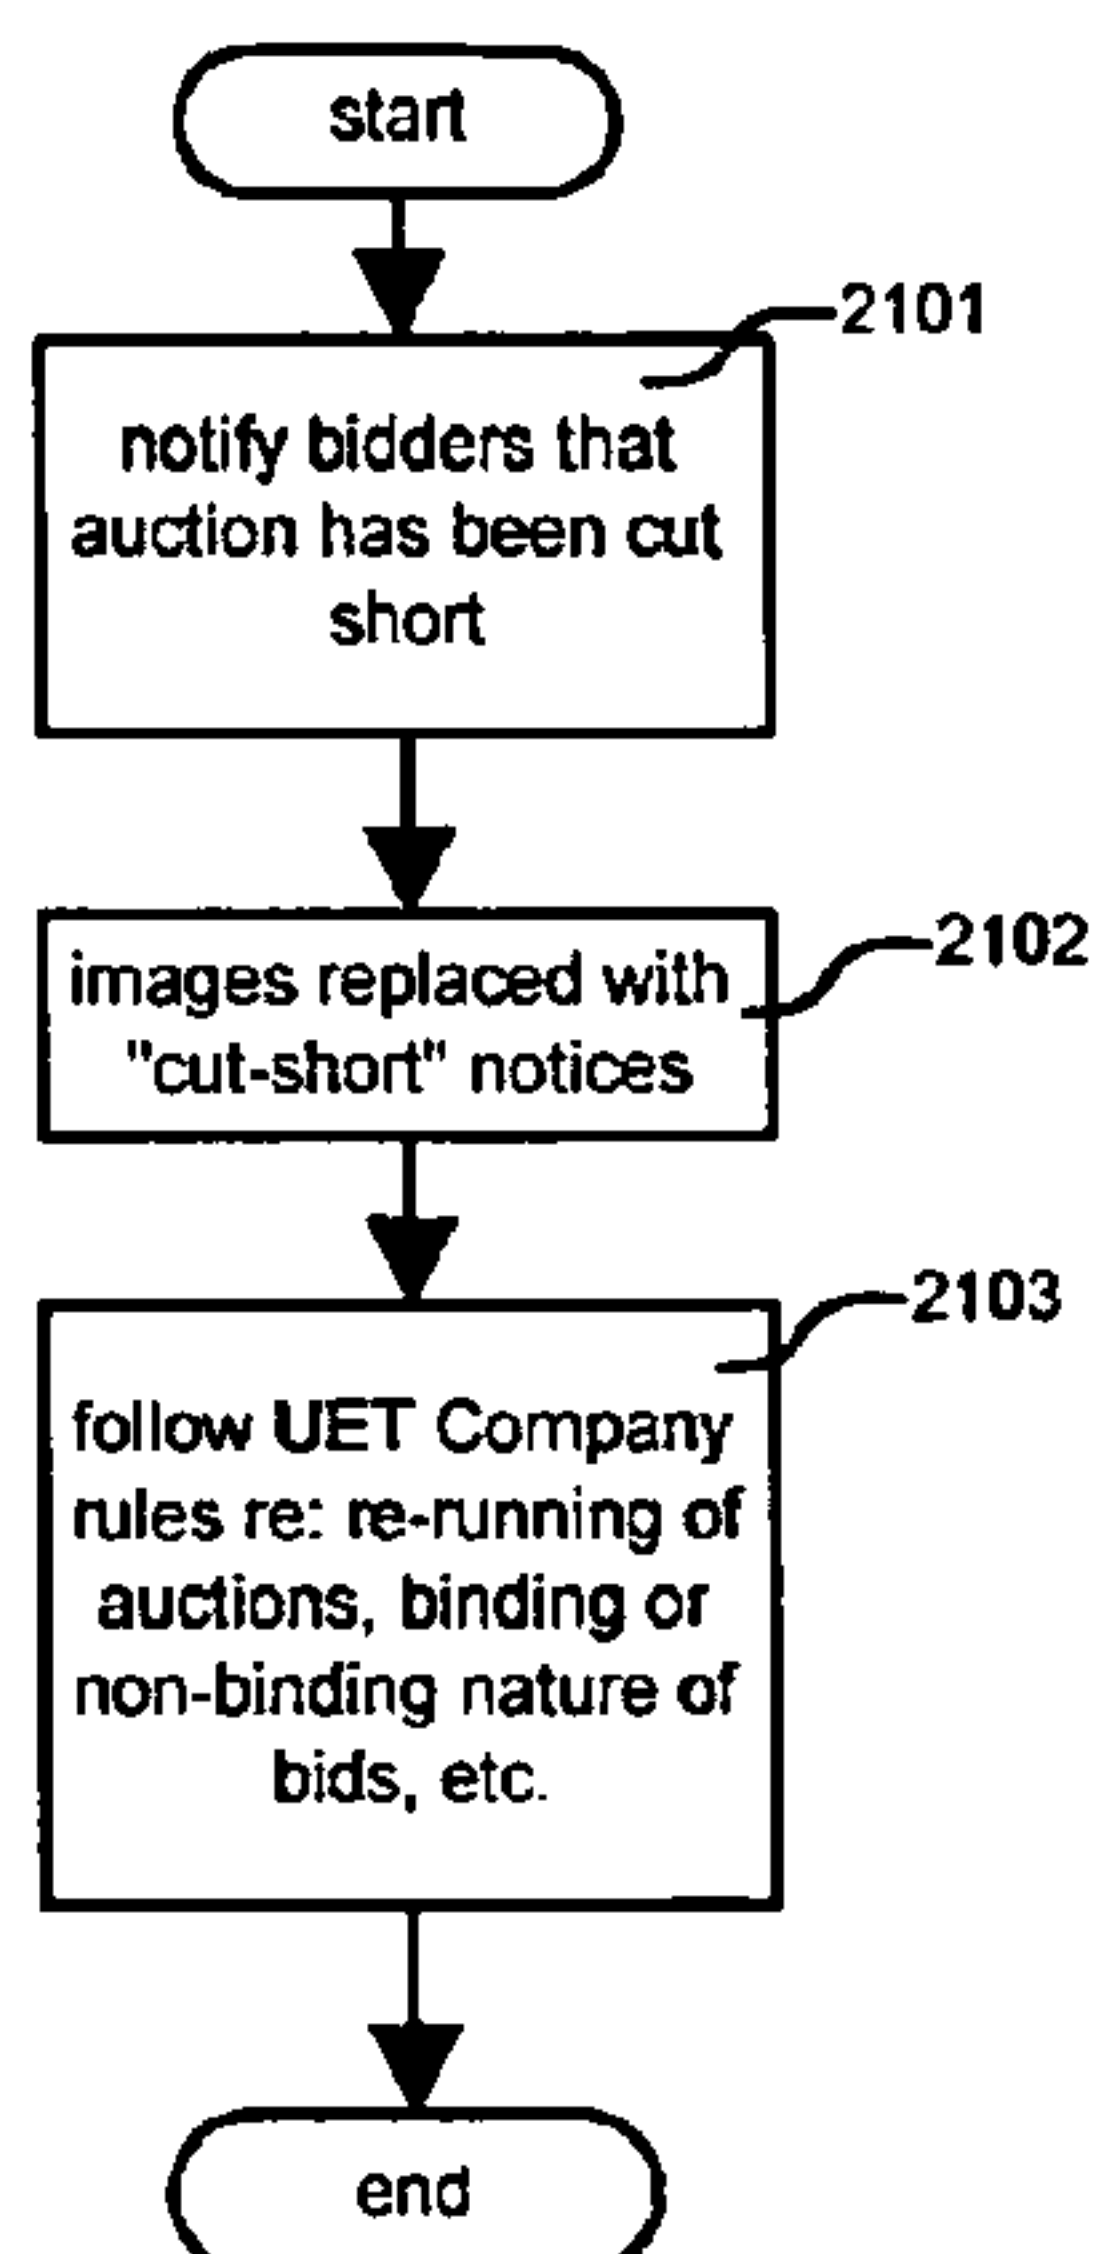 start
2101
notify bidders that
auction has been cut
short
2102
images replaced with
"cut-short" notices
2103
follow UET Company
rules re: re-running of
auctions, binding or
non-binding nature of
bids, etc.
end